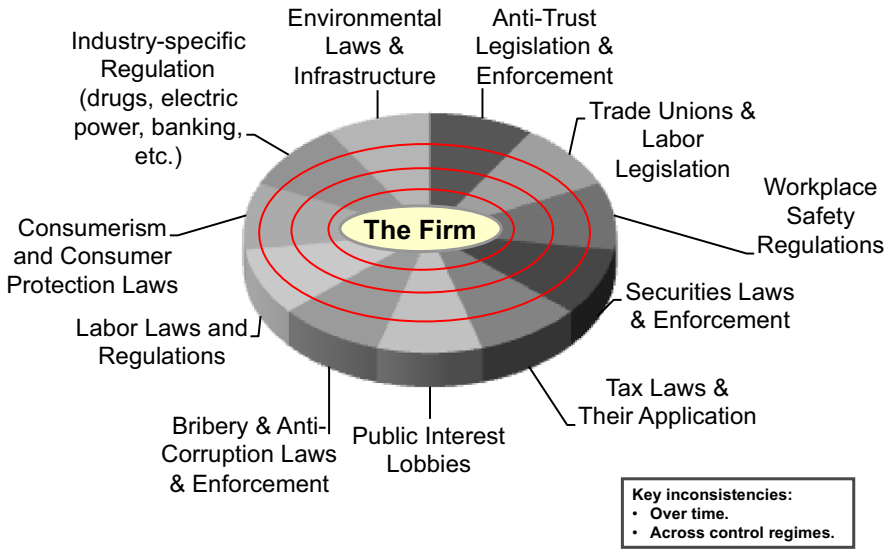 Environmental
Laws &
Infrastructure
Anti-Trust
Legislation &
Enforcement
Trade Unions &
Labor
Legislation
Workplace
Safety
Regulations
Securities Laws
& Enforcement
Tax Laws &
Their Application
Public Interest
Lobbies
Bribery & Anti-
Corruption Laws
& Enforcement
Labor Laws and
Regulations
Consumerism
and Consumer
Protection Laws
Industry-specific
Regulation
(drugs, electric
power, banking,
etc.)
The Firm
Key inconsistencies:
• Over time.
• Across control regimes.